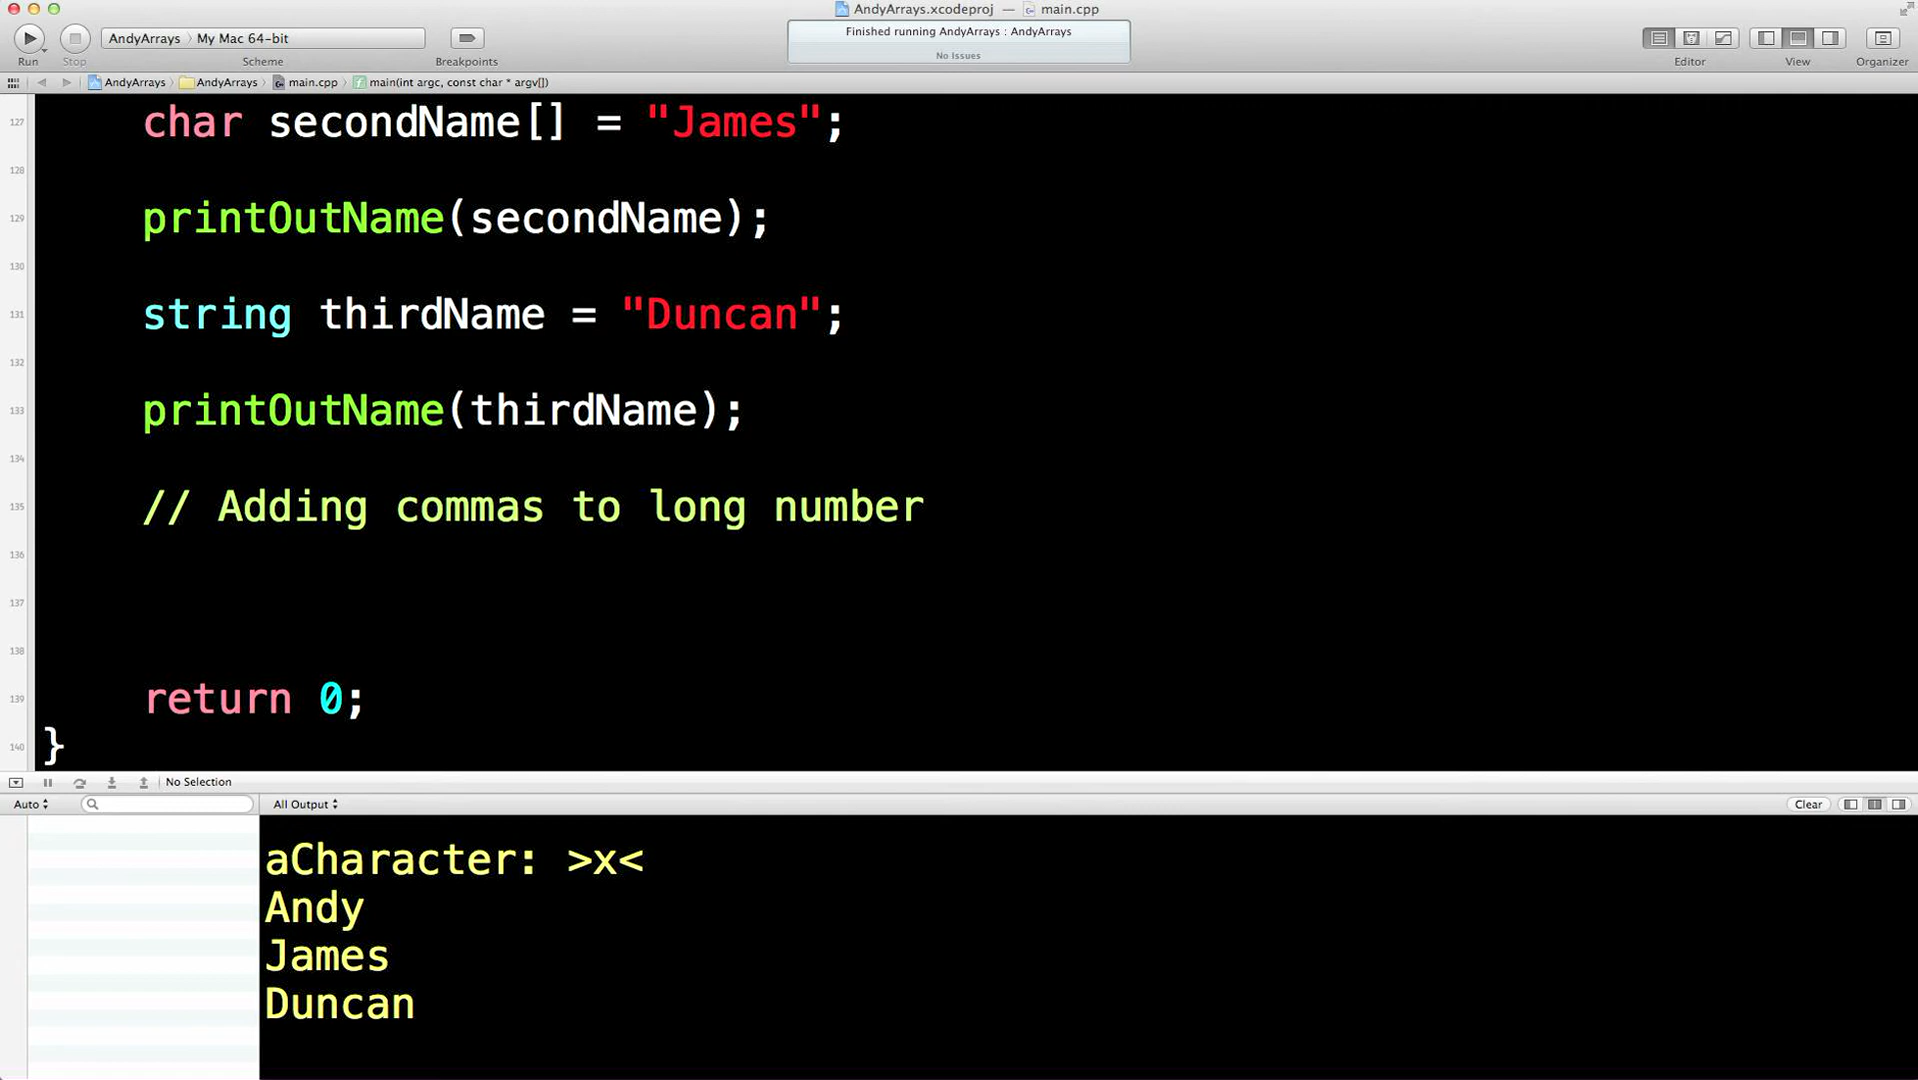 AndyArrays.xcodeproj — main.cpp
AndyArrays My Mac 64-bit
Finished running AndyArrays : AndyArrays
No Issues
Run Stop Scheme Breakpoints Editor View Organizer
AndyArrays AndyArrays main.cpp main(int argc, const char * argv[])
127 char secondName[] = "James";
128
129 printOutName(secondName);
130
131 string thirdName = "Duncan";
132
133 printOutName(thirdName);
134
135 // Adding commas to long number
136
137
138
139 return 0;
140 }
No Selection
Auto All Output Clear
aCharacter: >x<
Andy
James
Duncan